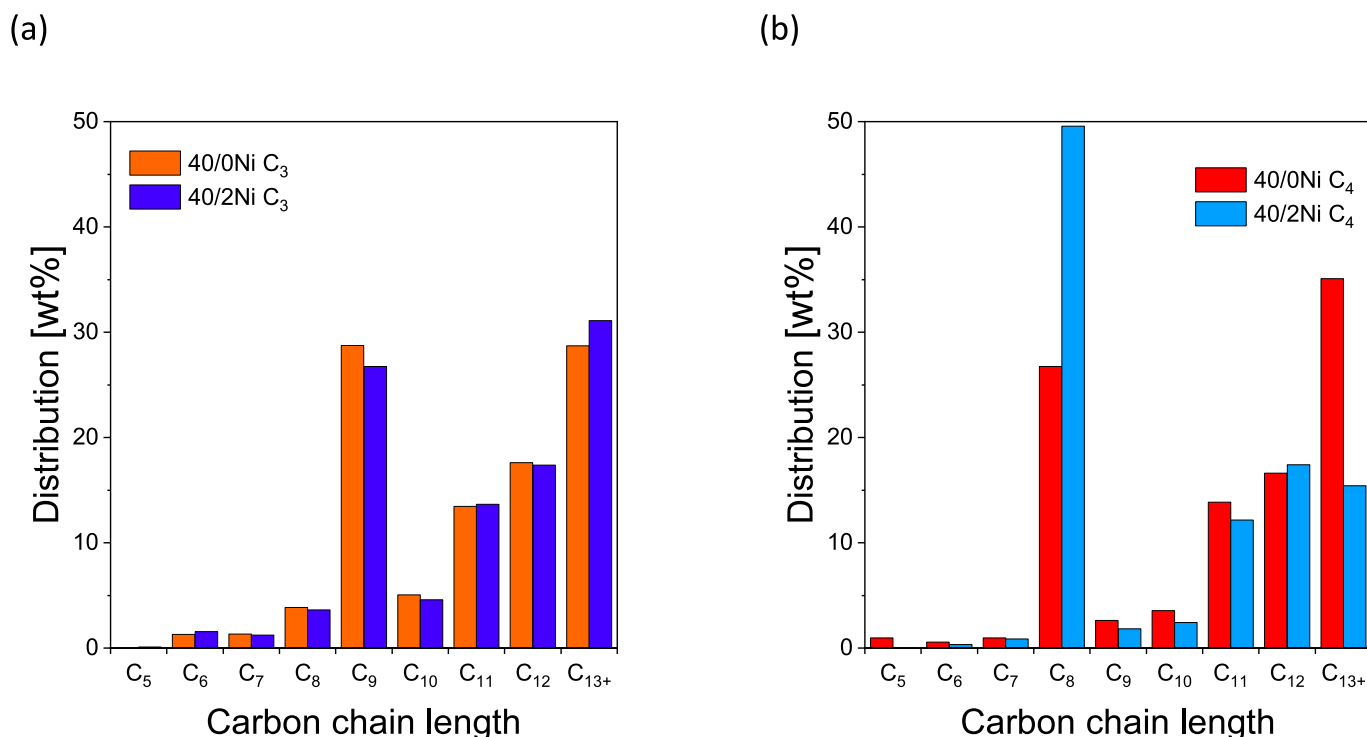 (a)
(b)
50
40
30
20
10
0
Distribution [wt%]
40/0Ni C₃
40/2Ni C₃
C₅ C₆ C₇ C₈ C₉ C₁₀ C₁₁ C₁₂ C₁₃₊
Carbon chain length
50
40
30
20
10
0
Distribution [wt%]
40/0Ni C₄
40/2Ni C₄
C₅ C₆ C₇ C₈ C₉ C₁₀ C₁₁ C₁₂ C₁₃₊
Carbon chain length